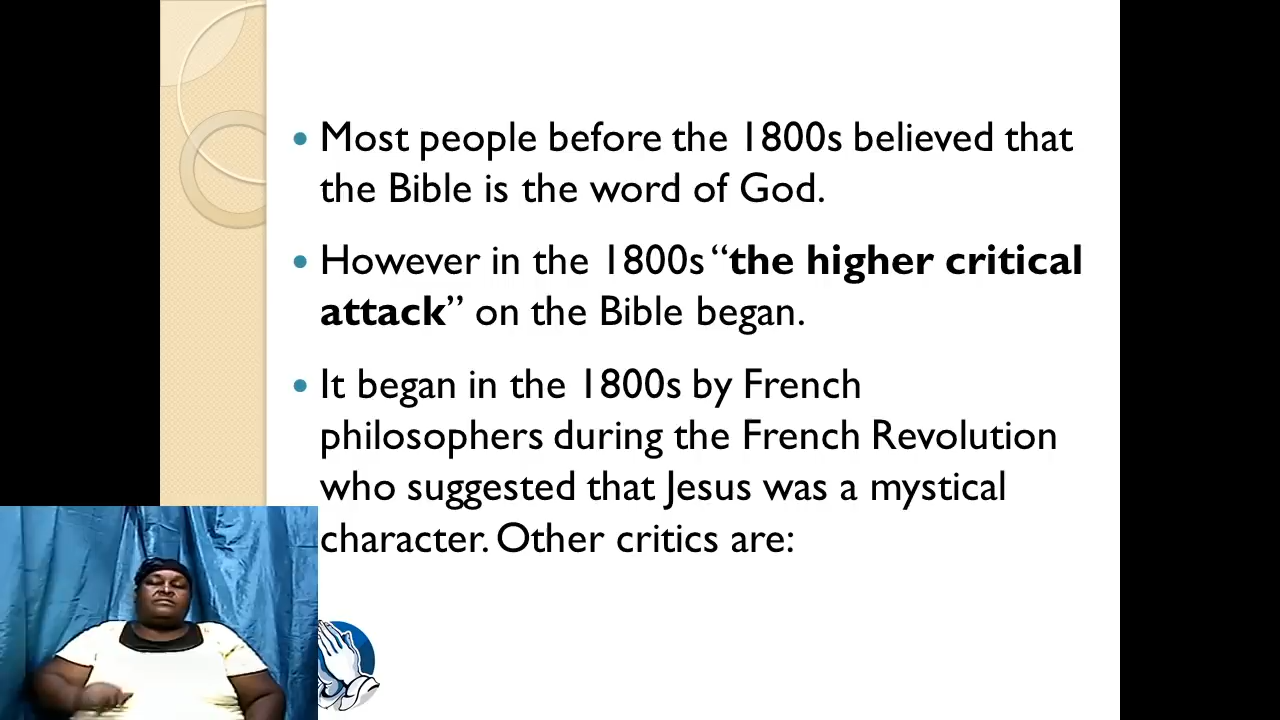 • Most people before the 1800s believed that
the Bible is the word of God.
• However in the 1800s “the higher critical
attack” on the Bible began.
• It began in the 1800s by French
philosophers during the French Revolution
who suggested that Jesus was a mystical
character. Other critics are: